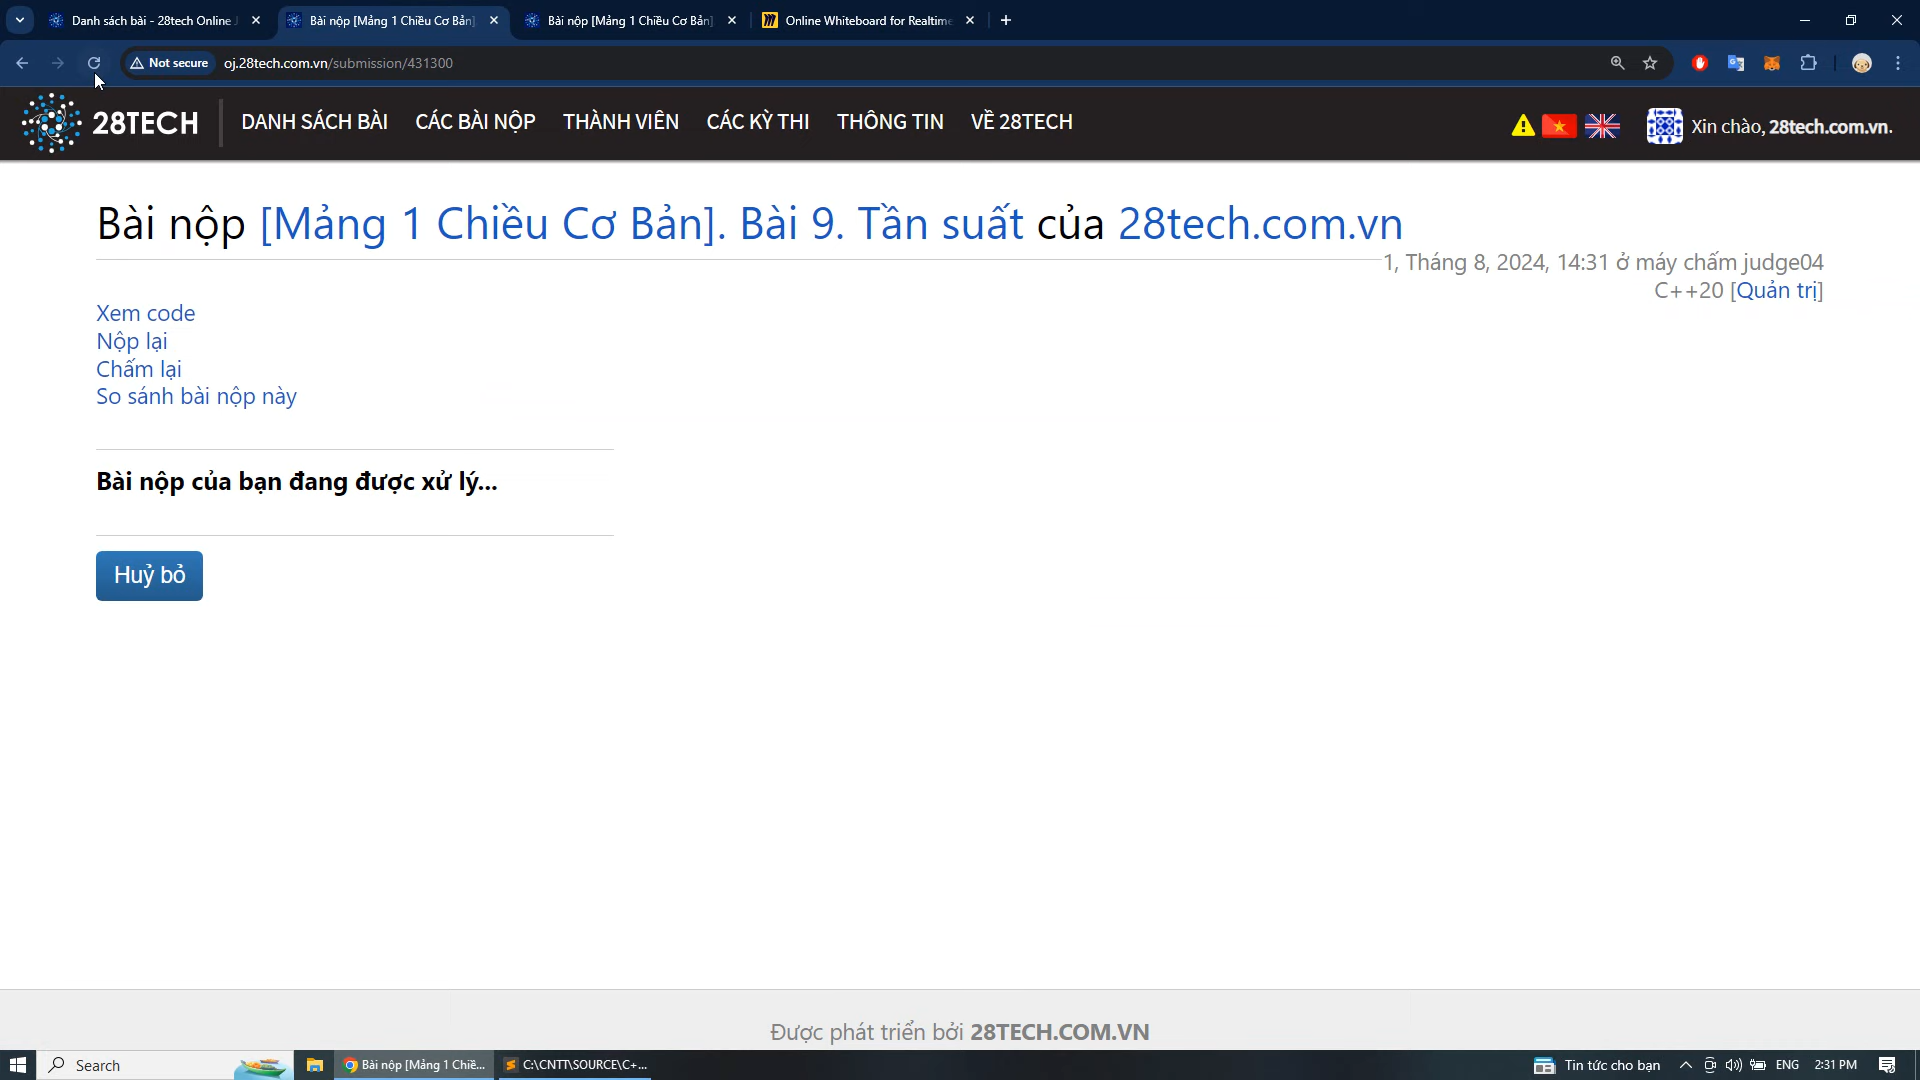 Danh sách bài - 28tech Online J
Bài nộp [Mảng 1 Chiều Cơ Bản]
Bài nộp [Mảng 1 Chiều Cơ Bản]
Online Whiteboard for Realtime
Not secure
oj.28tech.com.vn/submission/431300
28TECH
DANH SÁCH BÀI
CÁC BÀI NỘP
THÀNH VIÊN
CÁC KỲ THI
THÔNG TIN
VỀ 28TECH
Xin chào, 28tech.com.vn.
Bài nộp [Mảng 1 Chiều Cơ Bản]. Bài 9. Tần suất của 28tech.com.vn
1, Tháng 8, 2024, 14:31 ở máy chấm judge04
C++20 [Quản trị]
Xem code
Nộp lại
Chấm lại
So sánh bài nộp này
Bài nộp của bạn đang được xử lý...
Huỷ bỏ
Được phát triển bởi 28TECH.COM.VN
Search
Bài nộp [Mảng 1 Chiề...
C:\CNTT\SOURCE\C+...
Tin tức cho bạn
ENG
2:31 PM